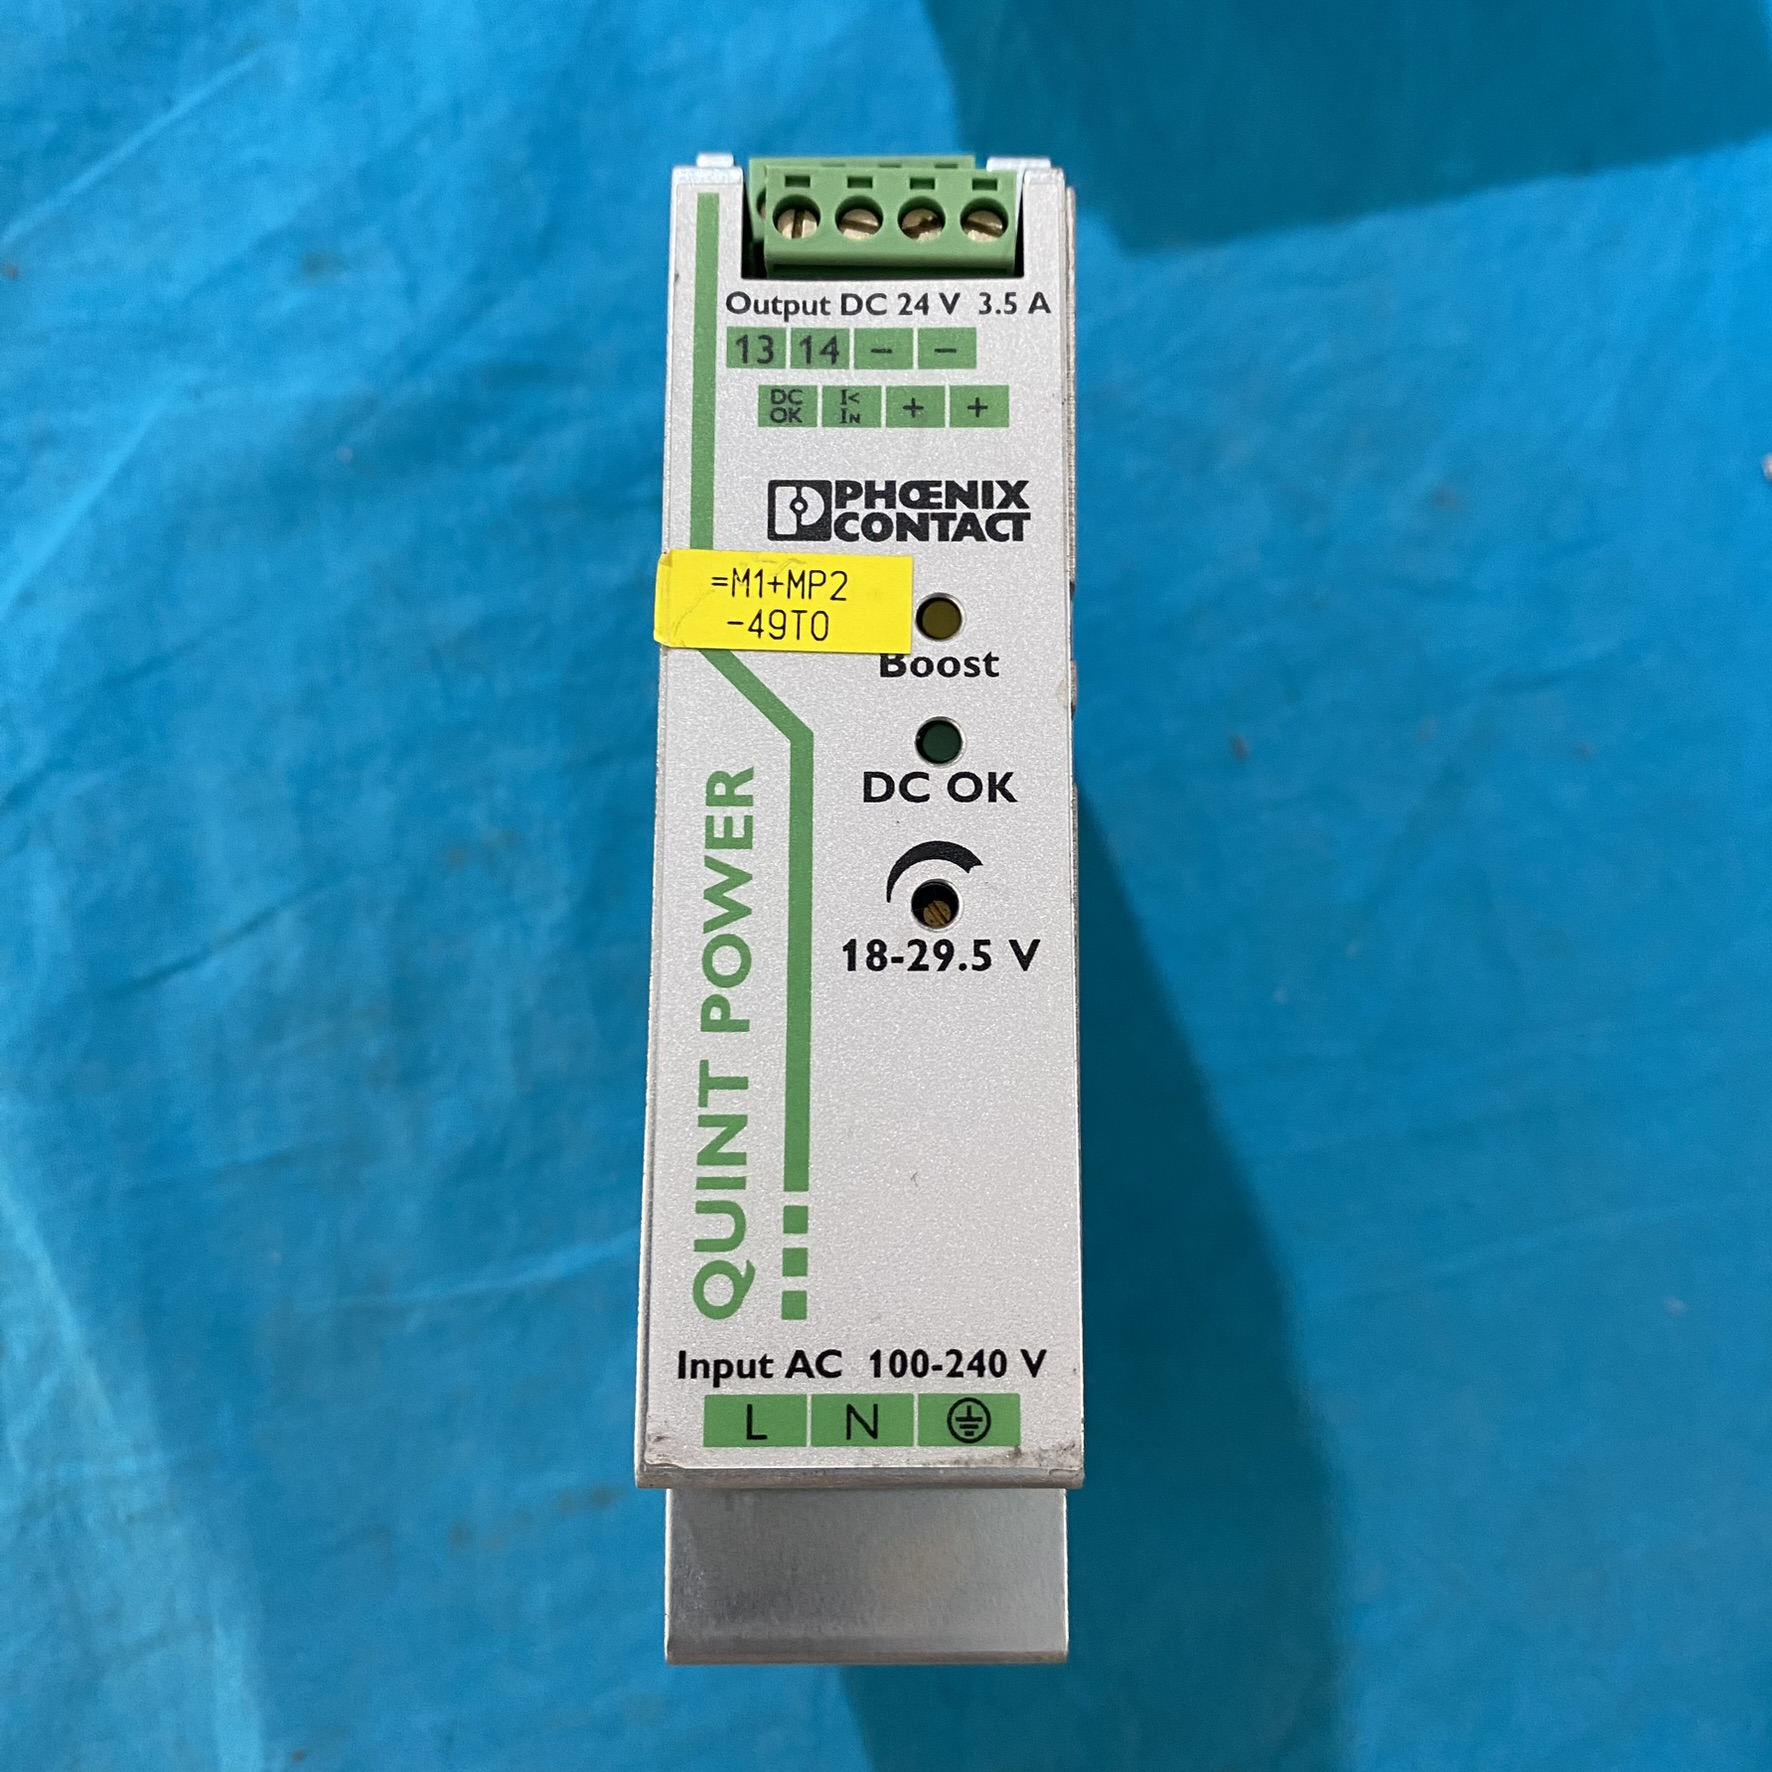 Output DC 24 V 3.5 A
13 14 – –
DC OK I< IN + +
PHŒNIX
CONTACT
=M1+MP2
-49T0
Boost
DC OK
18-29.5 V
QUINT POWER
Input AC 100-240 V
L N